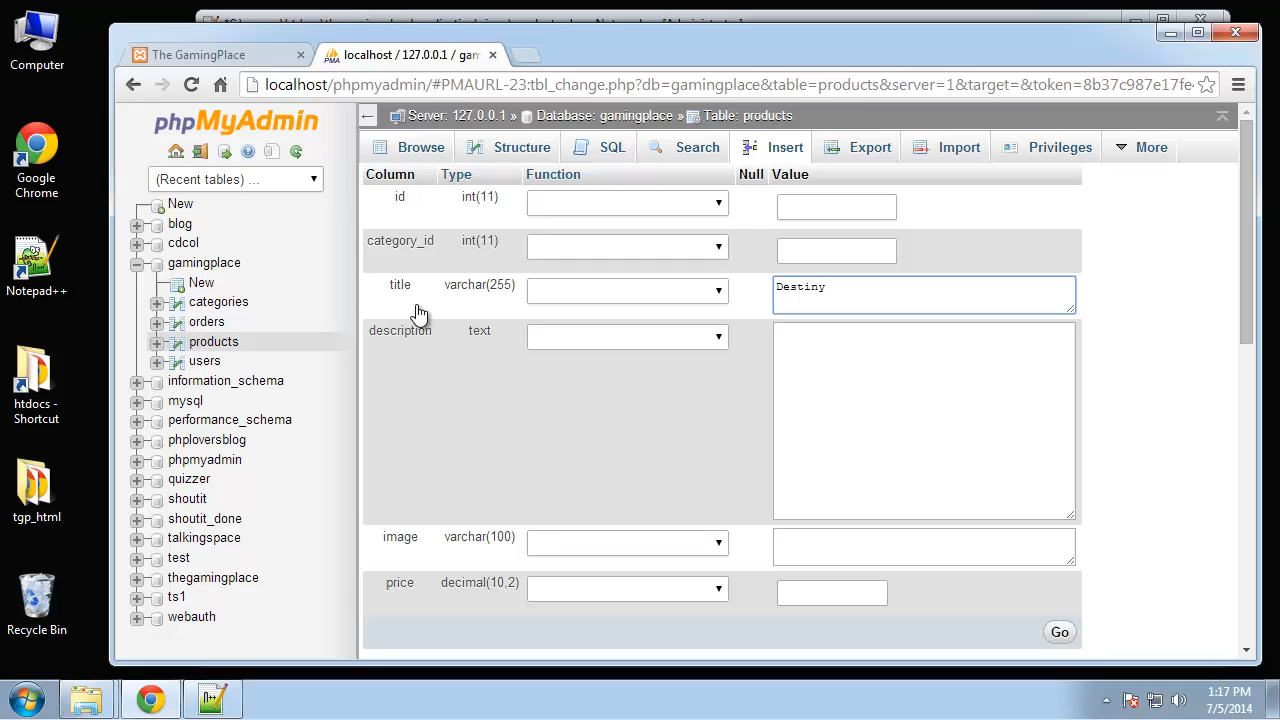 Computer
Google
Chrome
Notepad++
htdocs -
Shortcut
tgp_html
Recycle Bin
The GamingPlace
localhost / 127.0.0.1 / gam
localhost/phpmyadmin/#PMAURL-23:tbl_change.php?db=gamingplace&table=products&server=1&target=&token=8b37c987e17fe
phpMyAdmin
(Recent tables) ...
New
blog
cdcol
gamingplace
New
categories
orders
products
users
information_schema
mysql
performance_schema
phploversblog
phpmyadmin
quizzer
shoutit
shoutit_done
talkingspace
test
thegamingplace
ts1
webauth
Server: 127.0.0.1 » Database: gamingplace » Table: products
Browse Structure SQL Search Insert Export Import Privileges More
Column Type Function Null Value
id int(11)
category_id int(11)
title varchar(255) Destiny
description text
image varchar(100)
price decimal(10,2)
Go
1:17 PM
7/5/2014